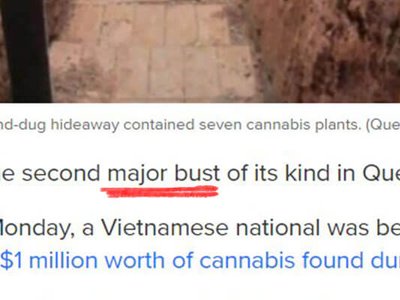 nd-dug hideaway contained seven cannabis plants. (Que
e second major bust of its kind in Que
Monday, a Vietnamese national was be
$1 million worth of cannabis found du